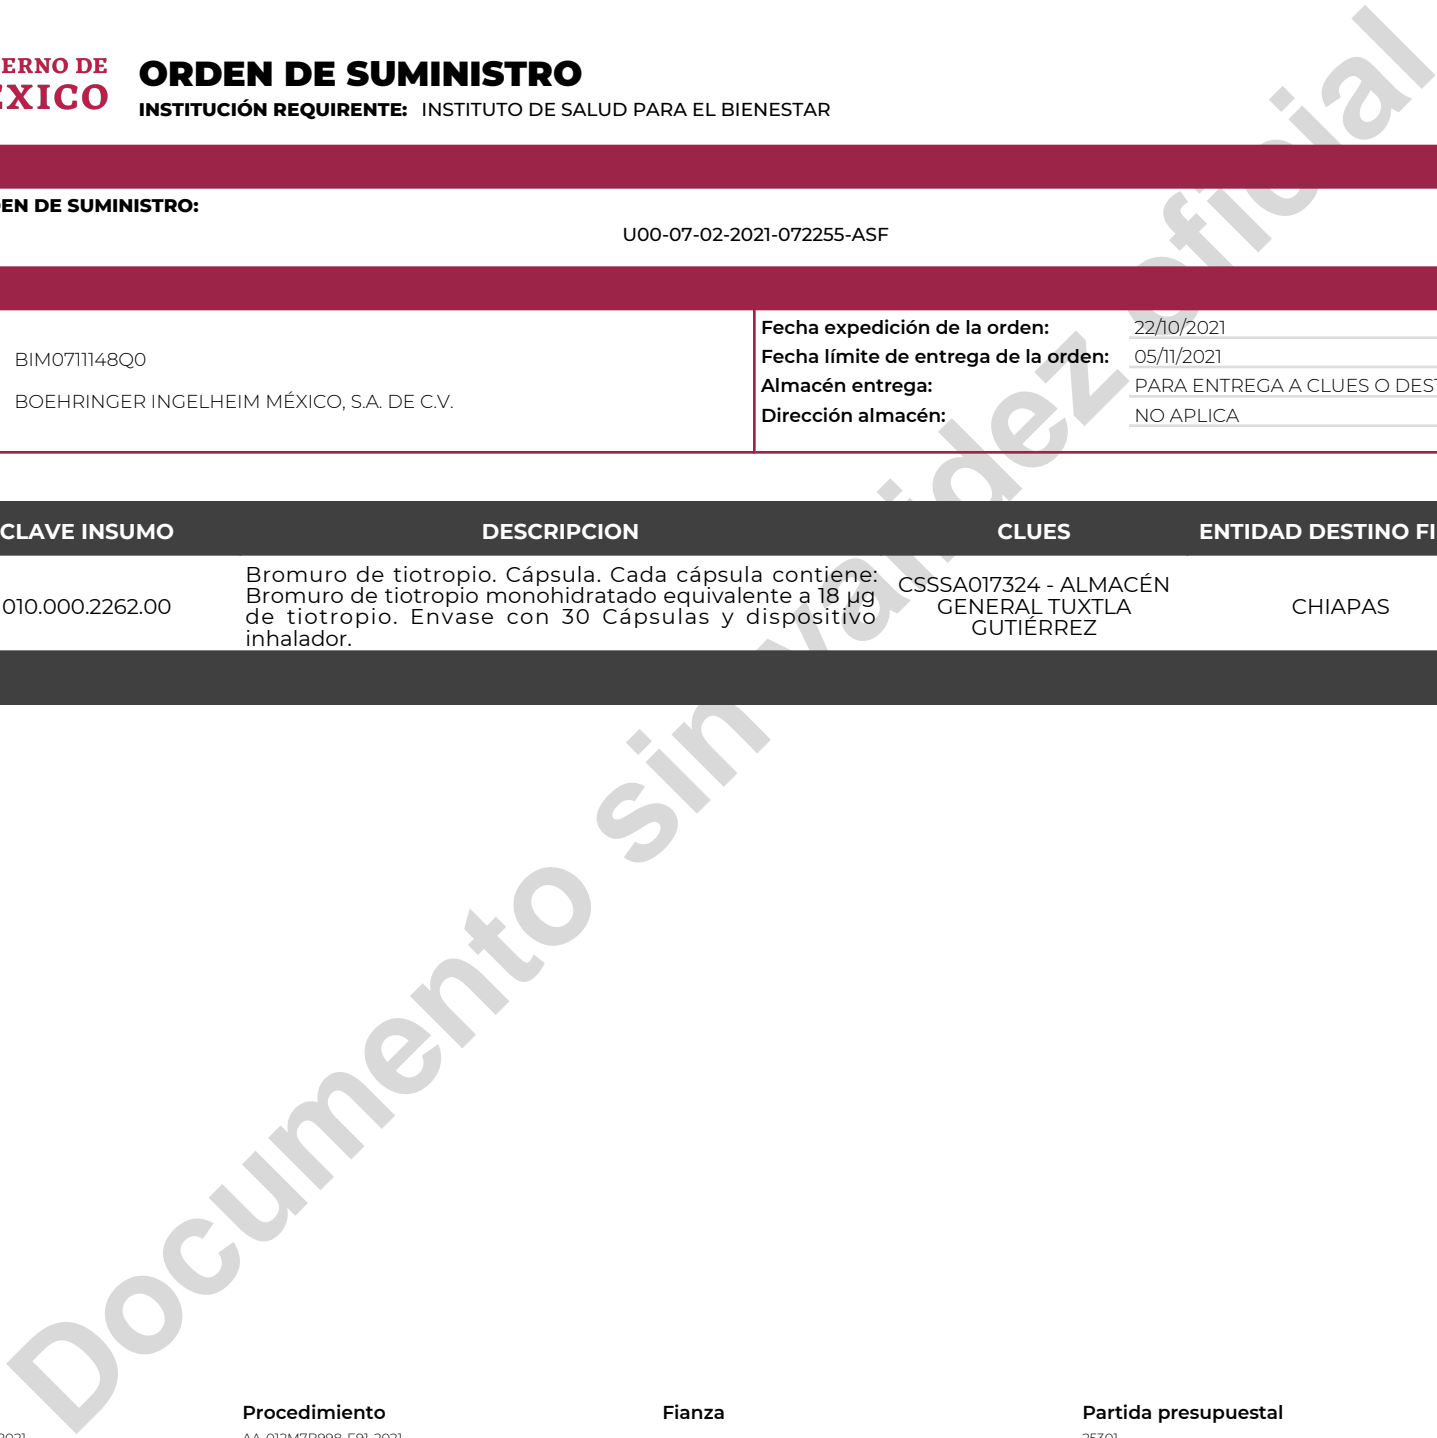 ERNO DE
ÉXICO
ORDEN DE SUMINISTRO
INSTITUCIÓN REQUIRENTE: INSTITUTO DE SALUD PARA EL BIENESTAR
EN DE SUMINISTRO:
U00-07-02-2021-072255-ASF
BIM0711148Q0
BOEHRINGER INGELHEIM MÉXICO, S.A. DE C.V.
Fecha expedición de la orden: 22/10/2021
Fecha límite de entrega de la orden: 05/11/2021
Almacén entrega: PARA ENTREGA A CLUES O DEST
Dirección almacén: NO APLICA
CLAVE INSUMO DESCRIPCION CLUES ENTIDAD DESTINO FI
010.000.2262.00
Bromuro de tiotropio. Cápsula. Cada cápsula contiene:
Bromuro de tiotropio monohidratado equivalente a 18 µg
de tiotropio. Envase con 30 Cápsulas y dispositivo
inhalador.
CSSSA017324 - ALMACÉN
GENERAL TUXTLA
GUTIÉRREZ
CHIAPAS
Documento sin validez oficial
Procedimiento Fianza Partida presupuestal